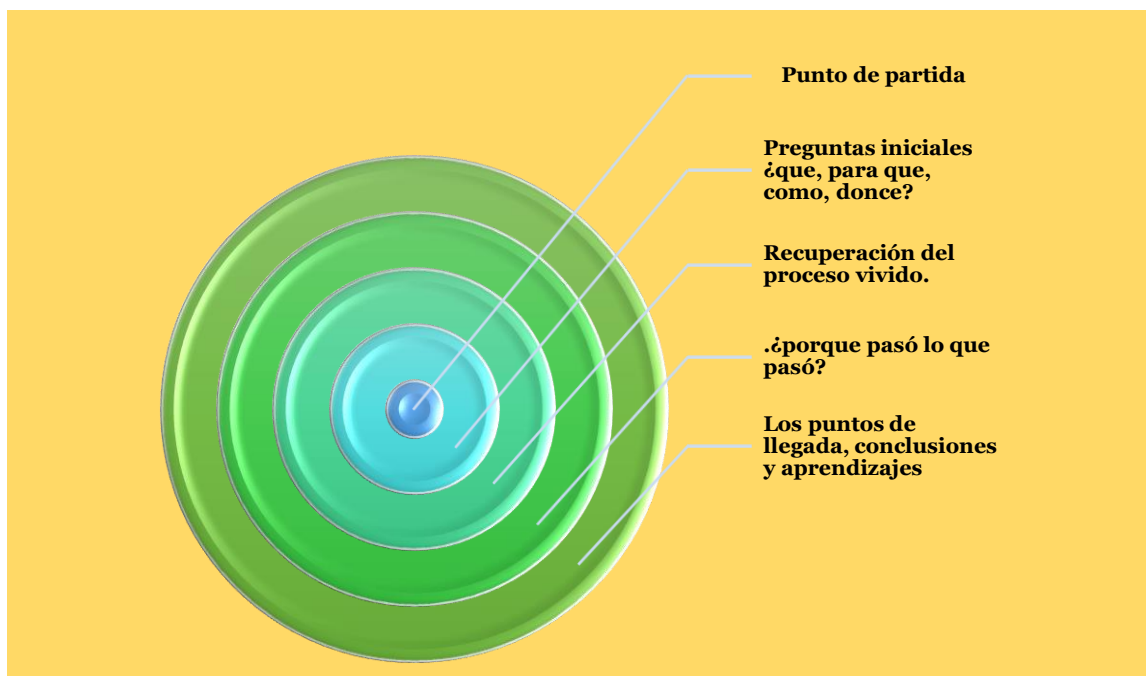 Punto de partida
Preguntas iniciales
¿que, para que,
como, donce?
Recuperación del
proceso vivido.
.¿porque pasó lo que
pasó?
Los puntos de
llegada, conclusiones
y aprendizajes